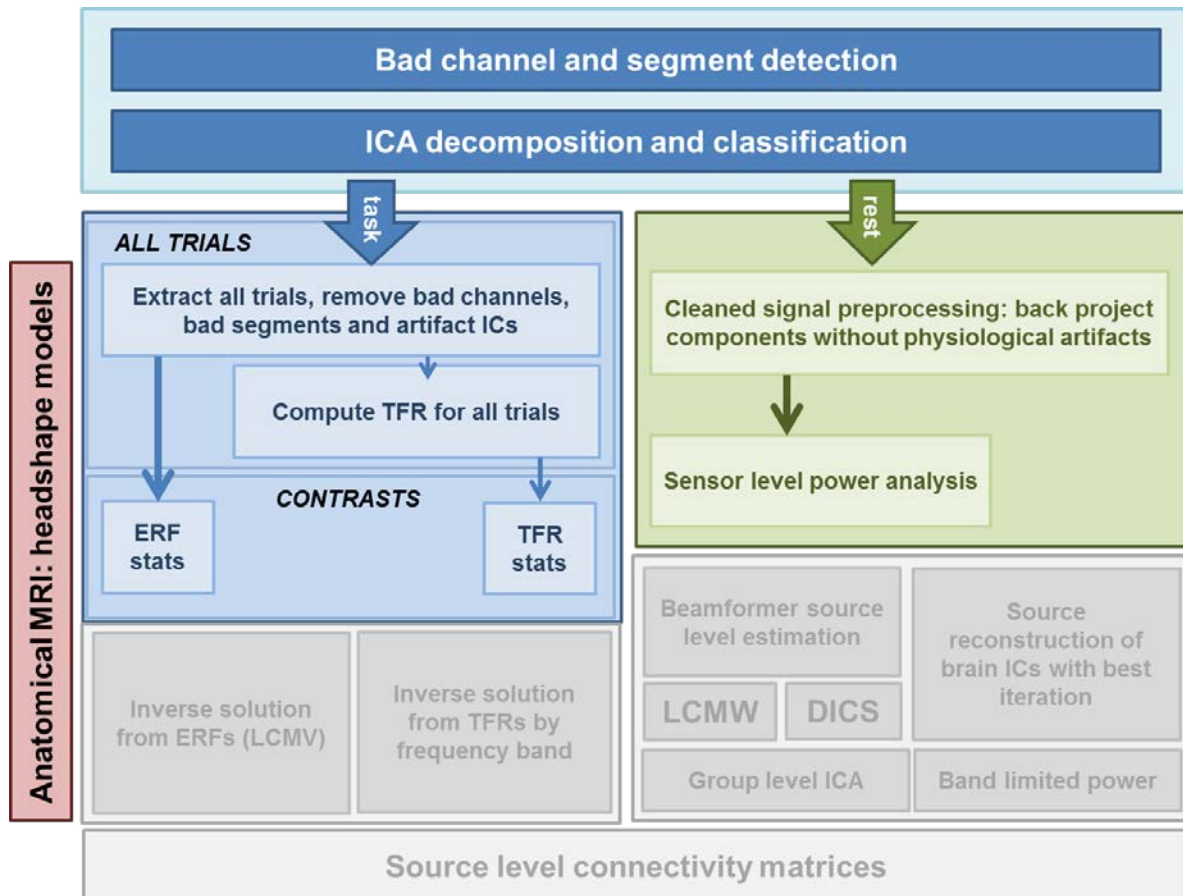 Bad channel and segment detection
ICA decomposition and classification
task
rest
Anatomical MRI: headshape models
ALL TRIALS
Extract all trials, remove bad channels,
bad segments and artifact ICs
Compute TFR for all trials
CONTRASTS
ERF
stats
TFR
stats
Cleaned signal preprocessing: back project
components without physiological artifacts
Sensor level power analysis
Inverse solution
from ERFs (LCMV)
Inverse solution
from TFRs by
frequency band
Beamformer source
level estimation
LCMW
DICS
Source
reconstruction of
brain ICs with best
iteration
Group level ICA
Band limited power
Source level connectivity matrices